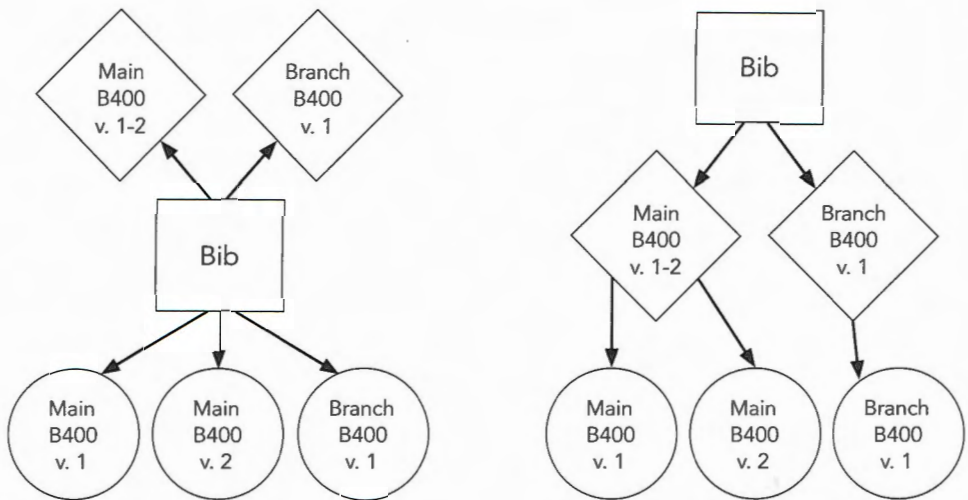 Main
B400
v. 1-2
Branch
B400
v. 1
Bib
Main
B400
v. 1
Main
B400
v. 2
Branch
B400
v. 1
Bib
Main
B400
v. 1-2
Branch
B400
v. 1
Main
B400
v. 1
Main
B400
v. 2
Branch
B400
v. 1